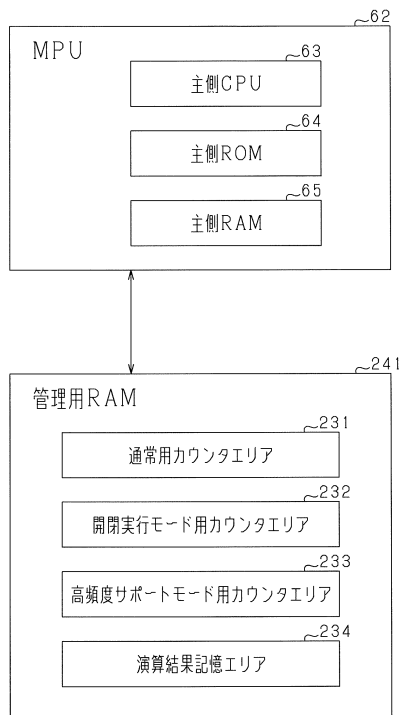 62
MPU
63
主側CPU
64
主側ROM
65
主側RAM
241
管理用RAM
231
通常用カウンタエリア
232
開閉実行モード用カウンタエリア
233
高頻度サポートモード用カウンタエリア
234
演算結果記憶エリア